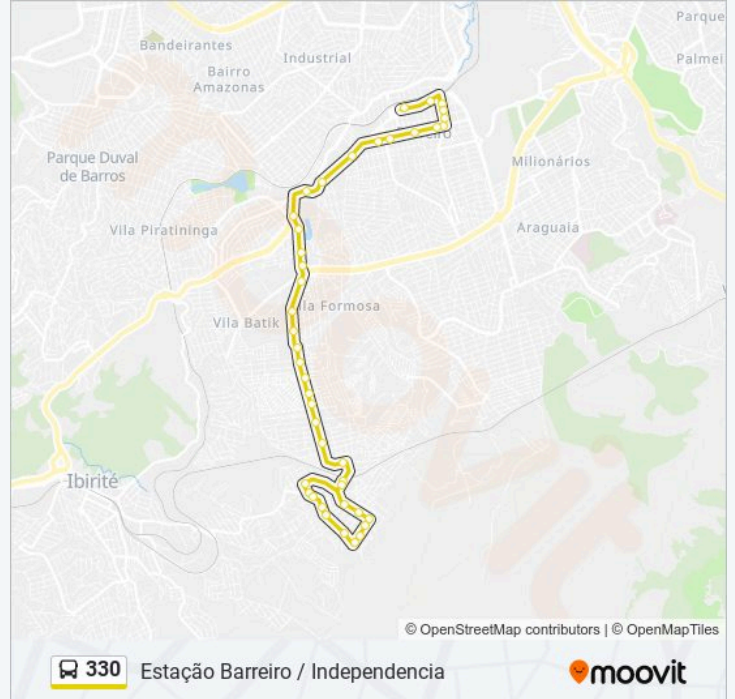 Parque
Bandeirantes
Industrial
Palmei
Bairro
Amazonas
eiro
Parque Duval
de Barros
Milionários
Vila Piratininga
Araguaia
ila Formosa
Vila Batik
Ibirité
© OpenStreetMap contributors | © OpenMapTiles
330 Estação Barreiro / Independencia
moovit